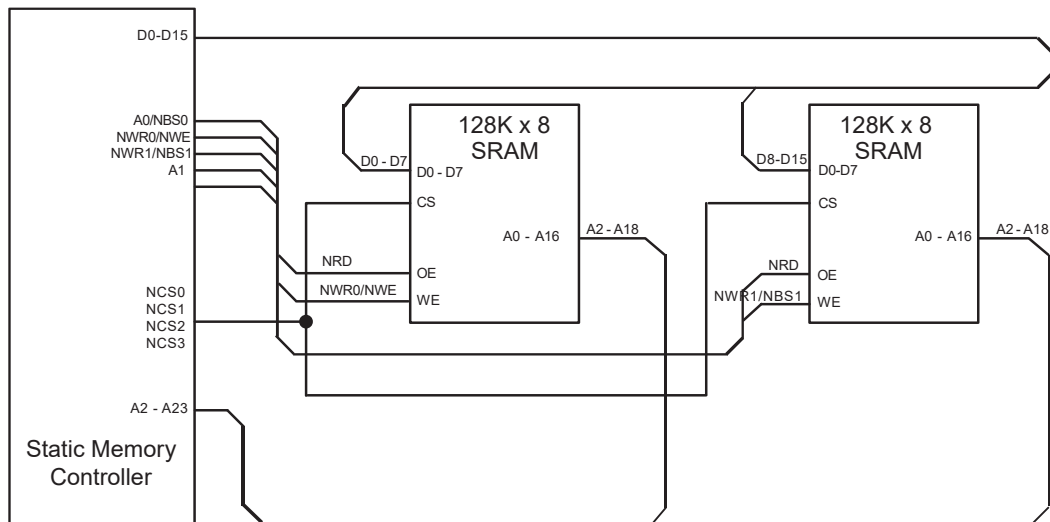 D0-D15
A0/NBS0
NWR0/NWE
NWR1/NBS1
A1
NCS0
NCS1
NCS2
NCS3
A2 - A23
Static Memory
Controller
128K x 8
SRAM
D0 - D7
D0 - D7
CS
A0 - A16
A2 - A18
NRD
OE
NWR0/NWE
WE
128K x 8
SRAM
D8-D15
D0-D7
CS
A0 - A16
A2 - A18
NRD
OE
NWR1/NBS1
WE